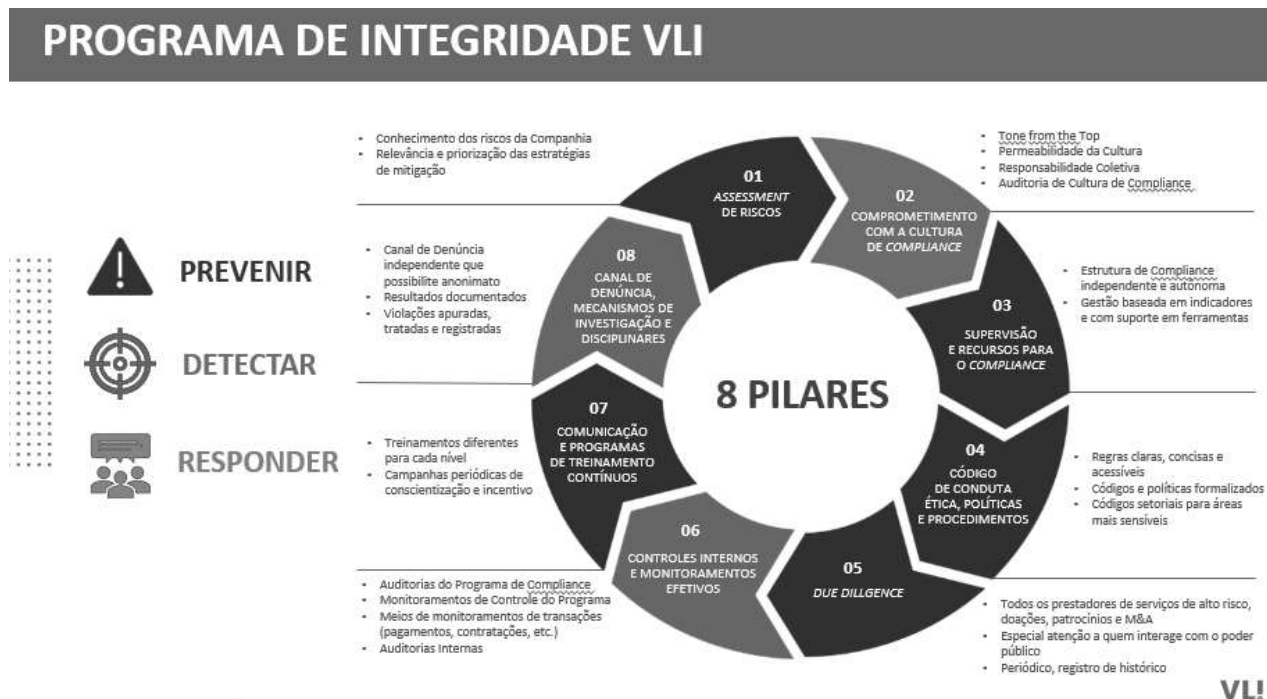 PROGRAMA DE INTEGRIDADE VLI
PREVENIR
DETECTAR
RESPONDER
8 PILARES
01
ASSESSMENT
DE RISCOS
• Conhecimento dos riscos da Companhia
• Relevância e priorização das estratégias
de mitigação
02
COMPROMETIMENTO
COM A CULTURA
DE COMPLIANCE
• Tone from the Top
• Permeabilidade da Cultura
• Responsabilidade Coletiva
• Auditoria de Cultura de Compliance
03
SUPERVISÃO
E RECURSOS PARA
O COMPLIANCE
• Estrutura de Compliance
independente e autônoma
• Gestão baseada em indicadores
e com suporte em ferramentas
04
CÓDIGO
DE CONDUTA
ÉTICA, POLÍTICAS
E PROCEDIMENTOS
• Regras claras, concisas e
acessíveis
• Códigos e políticas formalizados
• Códigos setoriais para áreas
mais sensíveis
05
DUE DILLGENCE
• Todos os prestadores de serviços de alto risco,
doações, patrocínios e M&A
• Especial atenção a quem interage com o poder
público
• Periódico, registro de histórico
06
CONTROLES INTERNOS
E MONITORAMENTOS
EFETIVOS
• Auditorias do Programa de Compliance
• Monitoramentos de Controle do Programa
• Meios de monitoramentos de transações
(pagamentos, contratações, etc.)
• Auditorias Internas
07
COMUNICAÇÃO
E PROGRAMAS
DE TREINAMENTO
CONTÍNUOS
• Treinamentos diferentes
para cada nível
• Campanhas periódicas de
conscientização e incentivo
08
CANAL DE
DENÚNCIA,
MECANISMOS DE
INVESTIGAÇÃO E
DISCIPLINARES
• Canal de Denúncia
independente que
possibilite anonimato
• Resultados documentados
• Violações apuradas,
tratadas e registradas
VLI